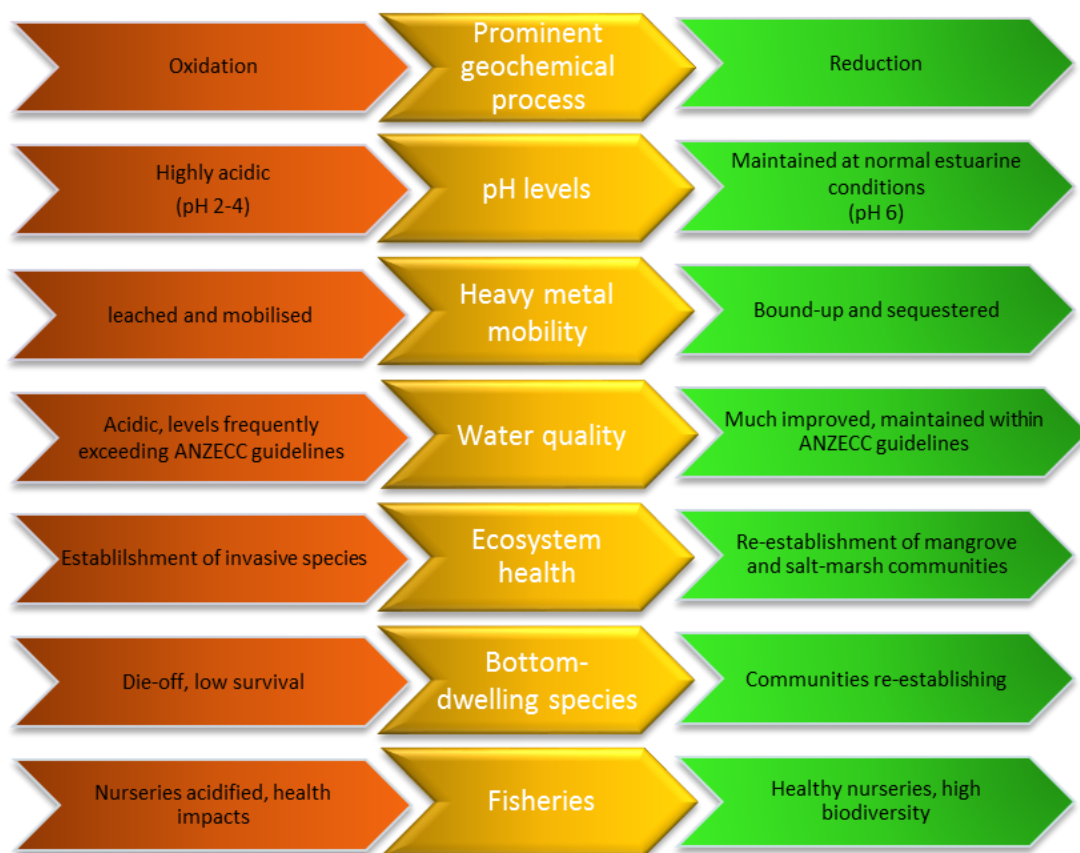 Oxidation
Prominent
geochemical
process
Reduction
Highly acidic
(pH 2-4)
pH levels
Maintained at normal estuarine
conditions
(pH 6)
leached and mobilised
Heavy metal
mobility
Bound-up and sequestered
Acidic, levels frequently
exceeding ANZECC guidelines
Water quality
Much improved, maintained within
ANZECC guidelines
Establilshment of invasive species
Ecosystem
health
Re-establishment of mangrove
and salt-marsh communities
Die-off, low survival
Bottom-
dwelling species
Communities re-establishing
Nurseries acidified, health
impacts
Fisheries
Healthy nurseries, high
biodiversity